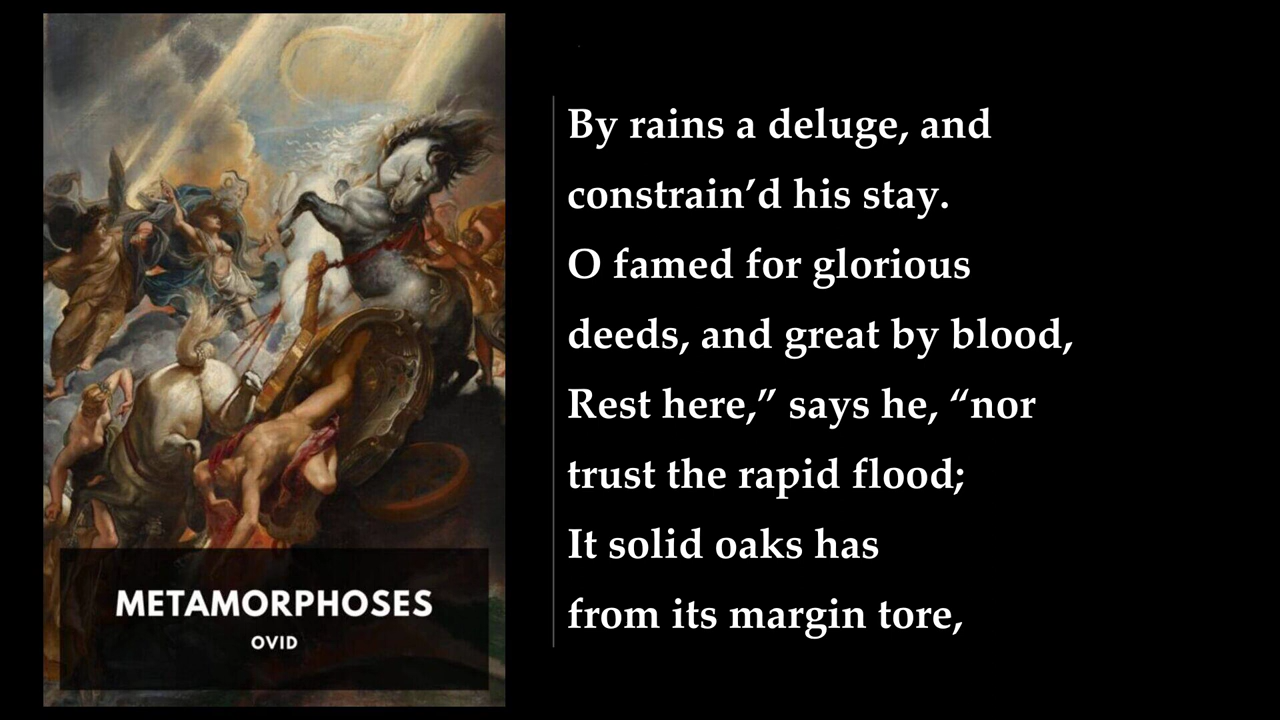 METAMORPHOSES
OVID
By rains a deluge, and
constrain’d his stay.
O famed for glorious
deeds, and great by blood,
Rest here,” says he, “nor
trust the rapid flood;
It solid oaks has
from its margin tore,